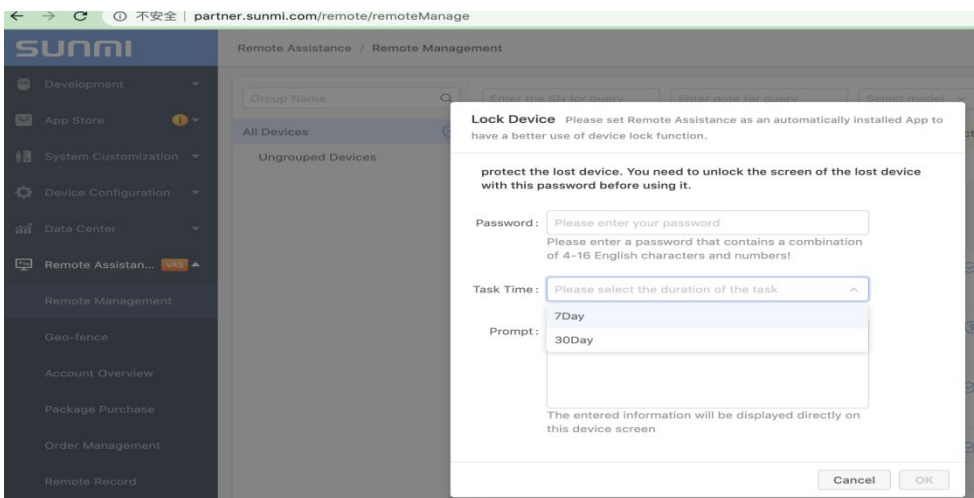 不安全 partner.sunmi.com/remote/remoteManage
SUNMI
Remote Assistance / Remote Management
Development
App Store
System Customization
Device Configuration
Data Center
Remote Assistan... VAS
Remote Management
Geo-fence
Account Overview
Package Purchase
Order Management
Remote Record
Group Name
Enter the SN for query
Enter note for query
Select model
All Devices
Ungrouped Devices
Lock Device Please set Remote Assistance as an automatically installed App to
have a better use of device lock function.
protect the lost device. You need to unlock the screen of the lost device
with this password before using it.
Password : Please enter your password
Please enter a password that contains a combination
of 4-16 English characters and numbers!
Task Time : Please select the duration of the task
7Day
30Day
Prompt :
The entered information will be displayed directly on
this device screen
Cancel OK